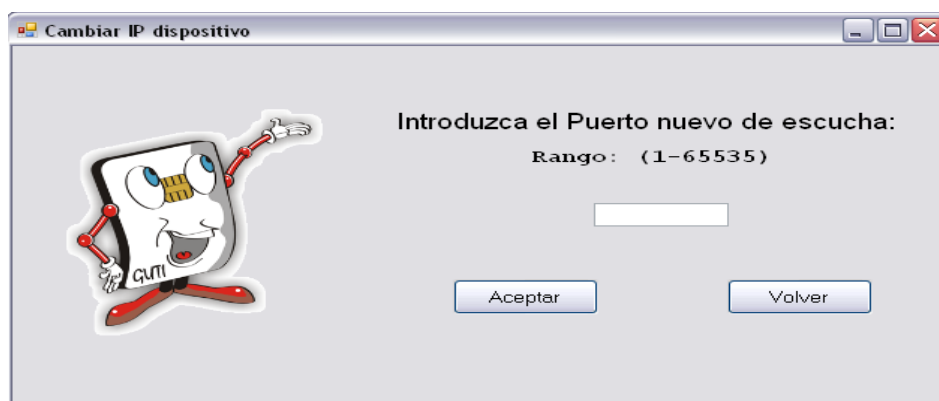 Cambiar IP dispositivo
Introduzca el Puerto nuevo de escucha:
Rango: (1-65535)
GUTI
Aceptar
Volver